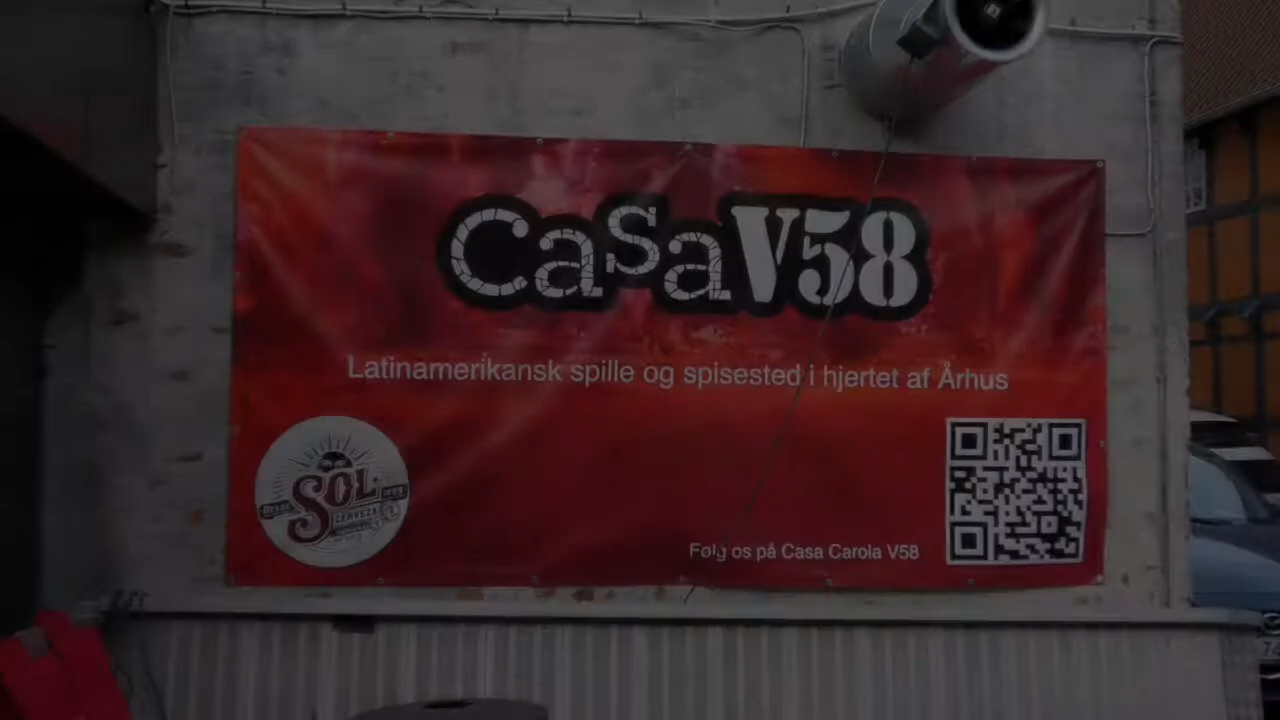 CasaV58
Latinamerikansk spille og spisested i hjertet af Århus
SOL
CERVEZA
Følg os på Casa Carola V58